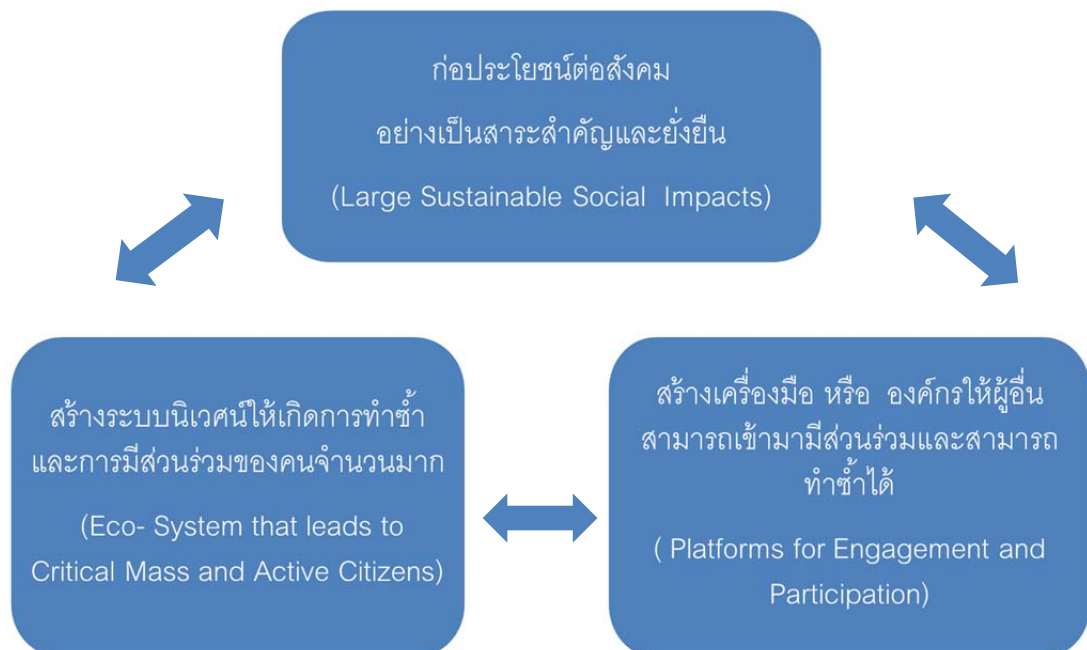 ก่อประโยชน์ต่อสังคม
อย่างเป็นสาระสำคัญและยั่งยืน
(Large Sustainable Social Impacts)
สร้างระบบนิเวศน์ให้เกิดการทำซ้ำ
และการมีส่วนร่วมของคนจำนวนมาก
(Eco- System that leads to
Critical Mass and Active Citizens)
สร้างเครื่องมือ หรือ องค์กรให้ผู้อื่น
สามารถเข้ามามีส่วนร่วมและสามารถ
ทำซ้ำได้
( Platforms for Engagement and
Participation)